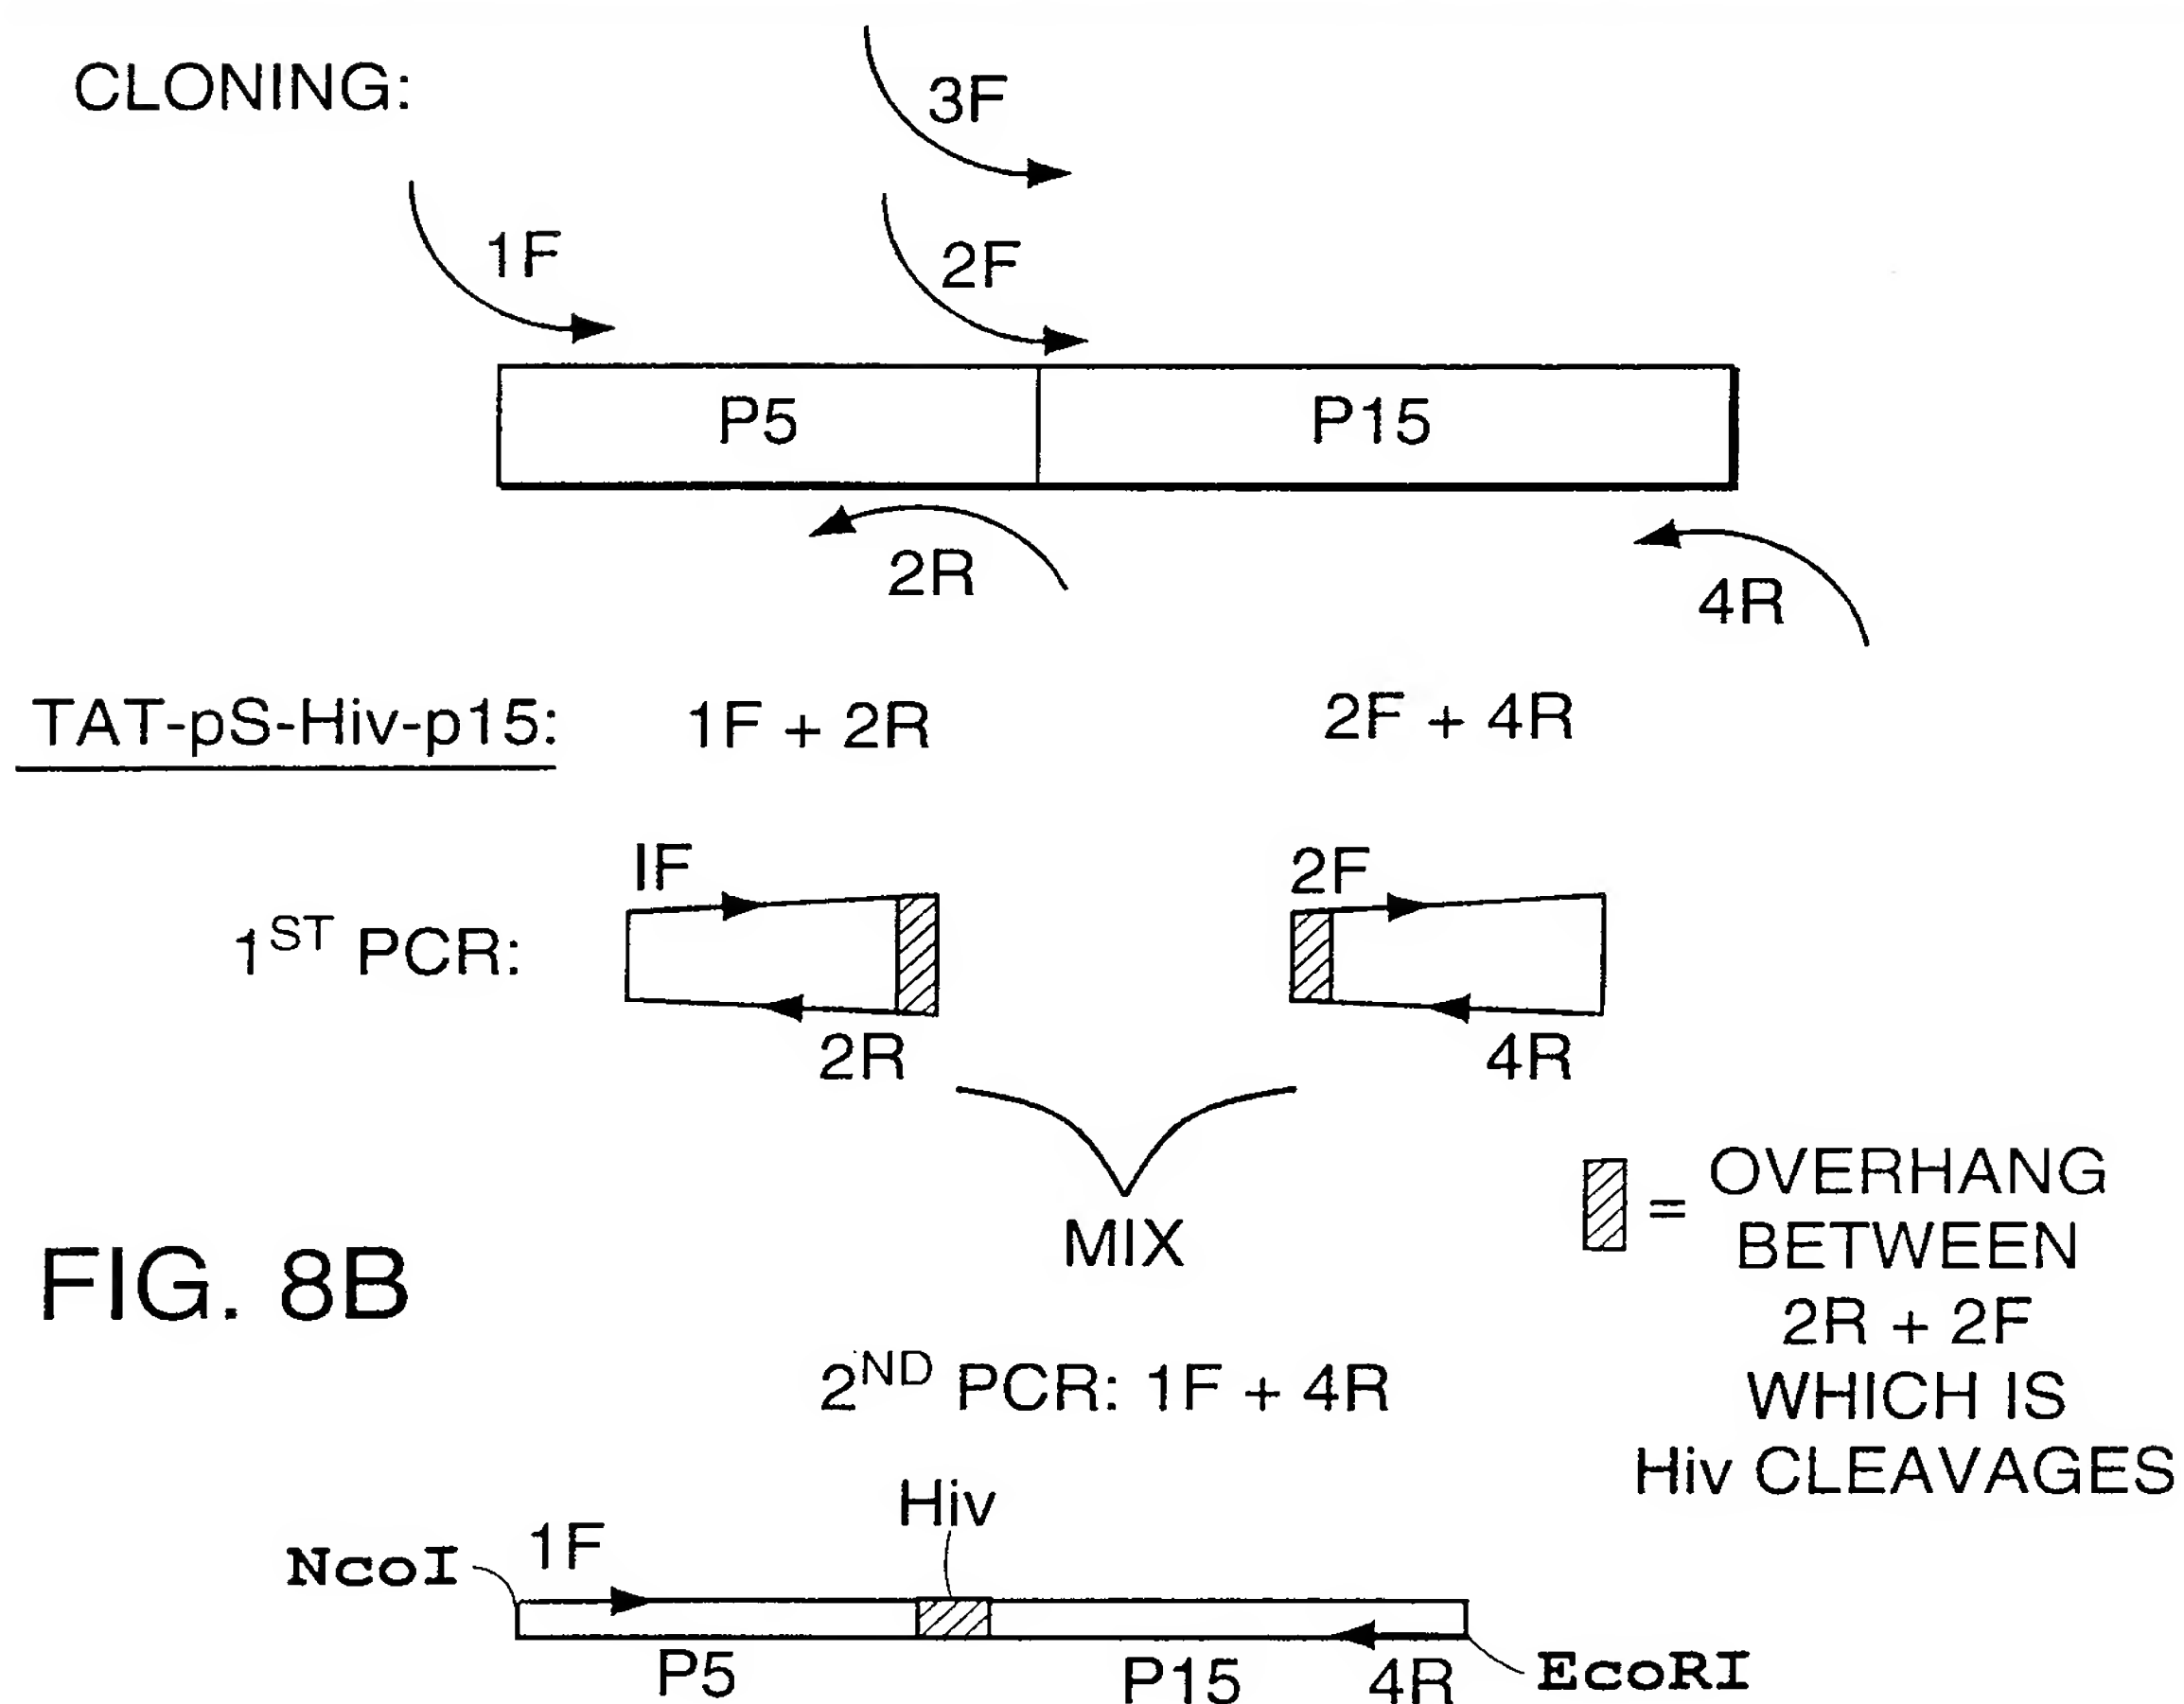 CLONING:
3F
1F
2F
P5 P15
2R
4R
TAT-pS-Hiv-p15: 1F + 2R 2F + 4R
IF 2F
1ST PCR:
2R 4R
MIX
= OVERHANG
BETWEEN
2R + 2F
WHICH IS
Hiv CLEAVAGES
FIG. 8B
2ND PCR: 1F + 4R
Hiv
NcoI 1F
P5 P15 4R EcoRI